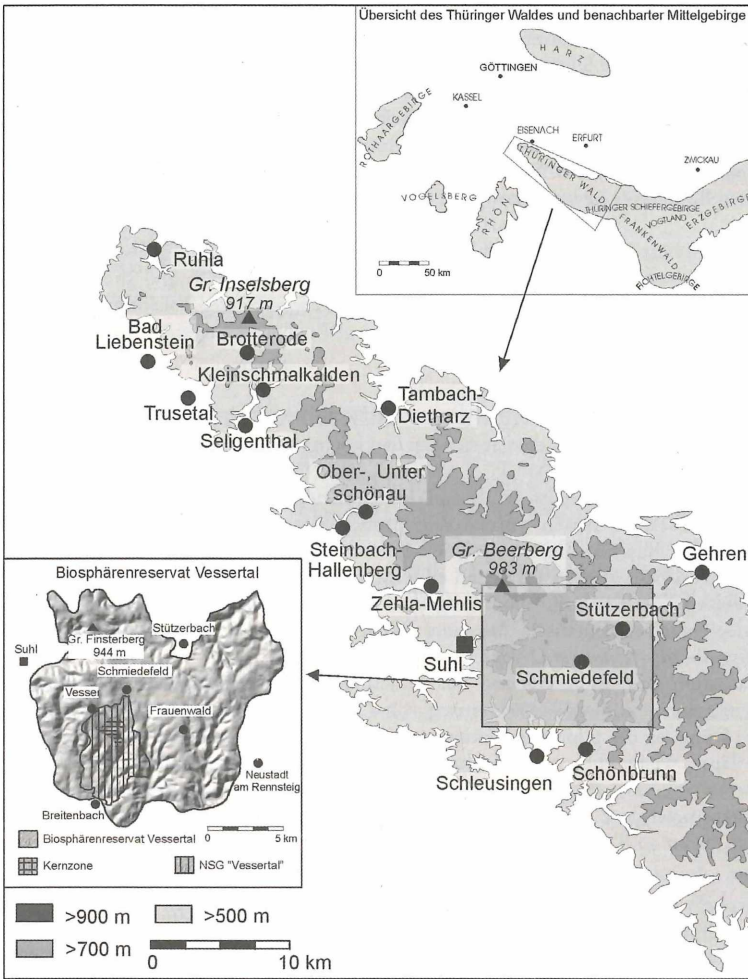 Übersicht des Thüringer Waldes und benachbarter Mittelgebirge
HARZ
GÖTTINGEN
KASSEL
ROTHAARGEBIRGE
EISENACH
ERFURT
ZWICKAU
THÜRINGER WALD
VOGELSBERG
RHÖN
THÜRINGER SCHIEFERGEBIRGE
VOGTLAND
ERZGEBIRGE
FRANKENWALD
FICHTELGEBIRGE
0 50 km
Ruhla
Gr. Inselsberg
917 m
Bad
Liebenstein
Brotterode
Kleinschmalkalden
Trusetal
Seligenthal
Tambach-
Dietharz
Ober-, Unter
schönau
Steinbach-
Hallenberg
Gr. Beerberg
983 m
Gehren
Zehla-Mehlis
Stützerbach
Suhl
Schmiedefeld
Schleusingen
Schönbrunn
Biosphärenreservat Vessertal
Stützerbach
Gr. Finsterberg
944 m
Suhl
Schmiedefeld
Vesser
Frauenwald
Neustadt
am Rennsteig
Breitenbach
Biosphärenreservat Vessertal
0 5 km
Kernzone
NSG "Vessertal"
>900 m
>500 m
>700 m
0 10 km